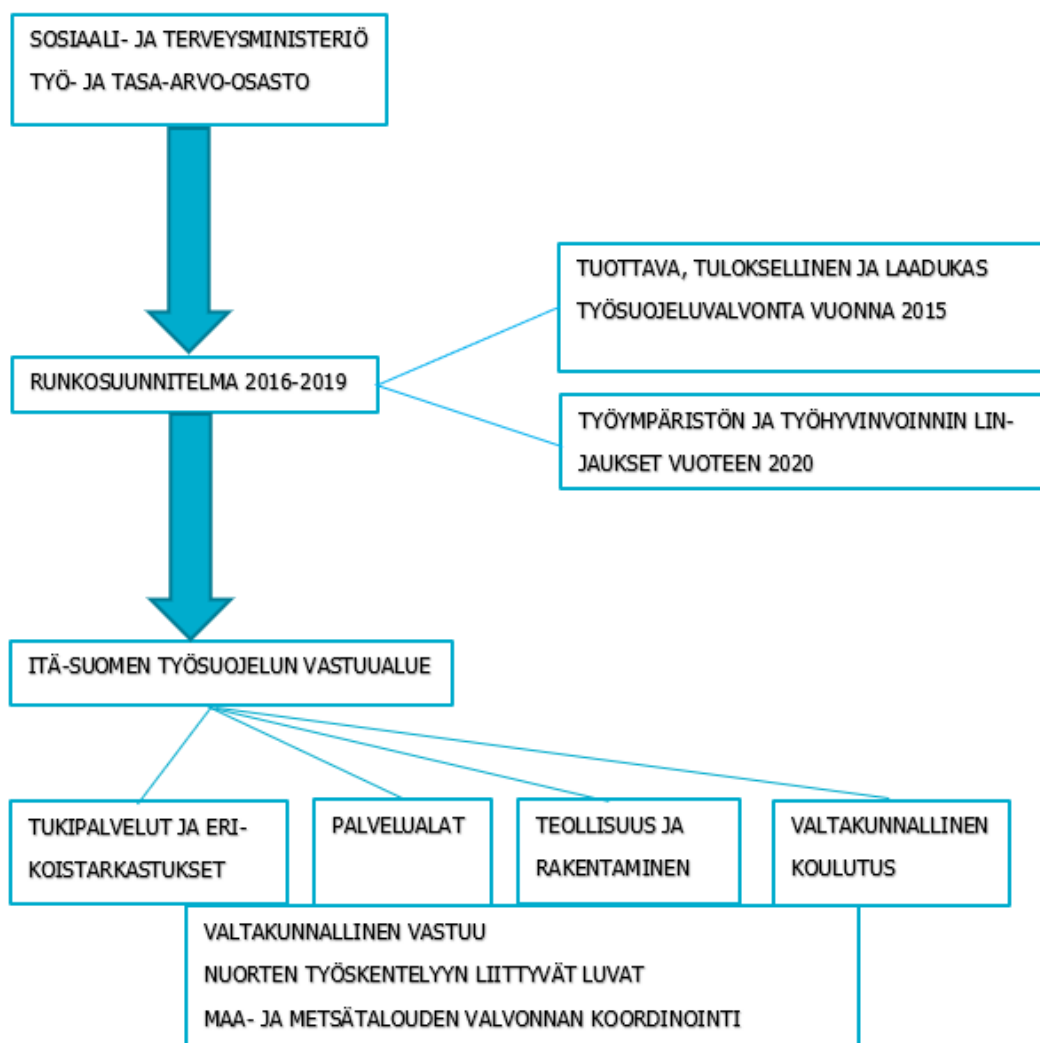 SOSIAALI- JA TERVEYSMINISTERIÖ
TYÖ- JA TASA-ARVO-OSASTO
TUOTTAVA, TULOKSELLINEN JA LAADUKAS
TYÖSUOJELUVALVONTA VUONNA 2015
RUNKOSUUNNITELMA 2016-2019
TYÖYMPÄRISTÖN JA TYÖHYVINVOINNIN LIN-
JAUKSET VUOTEEN 2020
ITÄ-SUOMEN TYÖSUOJELUN VASTUUALUE
TUKIPALVELUT JA ERI-
KOISTARKASTUKSET
PALVELUALAT
TEOLLISUUS JA
RAKENTAMINEN
VALTAKUNNALLINEN
KOULUTUS
VALTAKUNNALLINEN VASTUU
NUORTEN TYÖSKENTELYYN LIITTYVÄT LUVAT
MAA- JA METSÄTALOUDEN VALVONNAN KOORDINOINTI